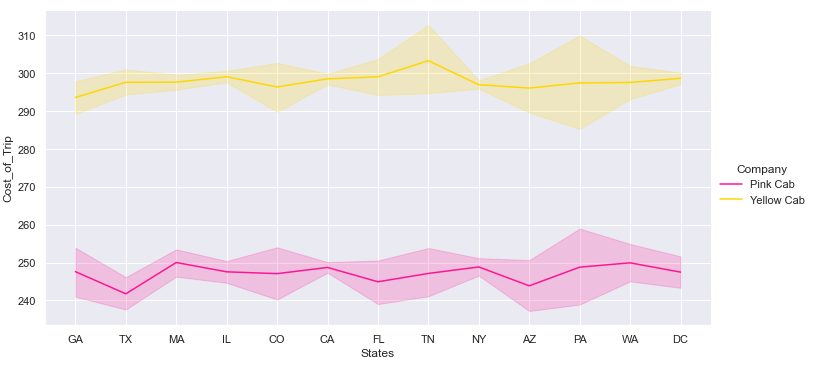 310
300
290
280
270
260
250
240
Cost_of_Trip
GA TX MA IL CO CA FL TN NY AZ PA WA DC
States
Company
Pink Cab
Yellow Cab